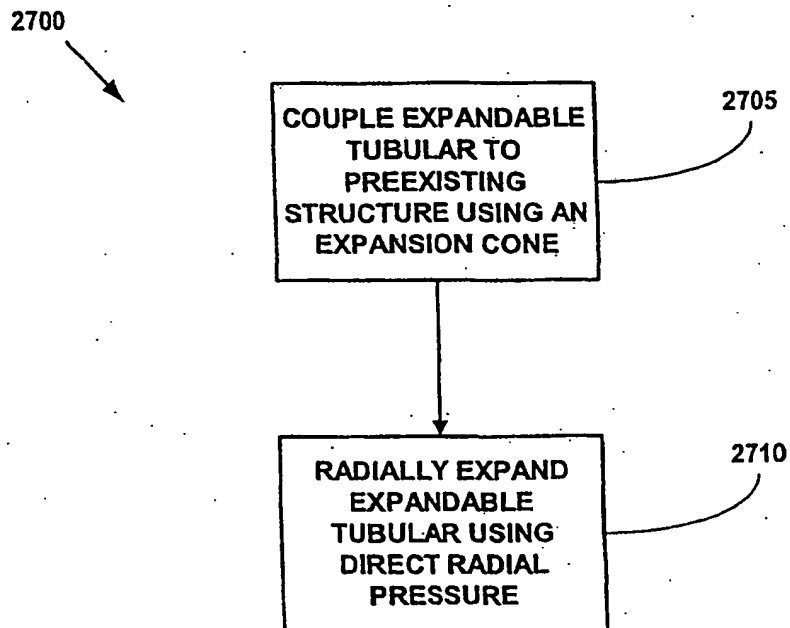 2700
COUPLE EXPANDABLE
TUBULAR TO
PREEXISTING
STRUCTURE USING AN
EXPANSION CONE
2705
RADIALLY EXPAND
EXPANDABLE
TUBULAR USING
DIRECT RADIAL
PRESSURE
2710